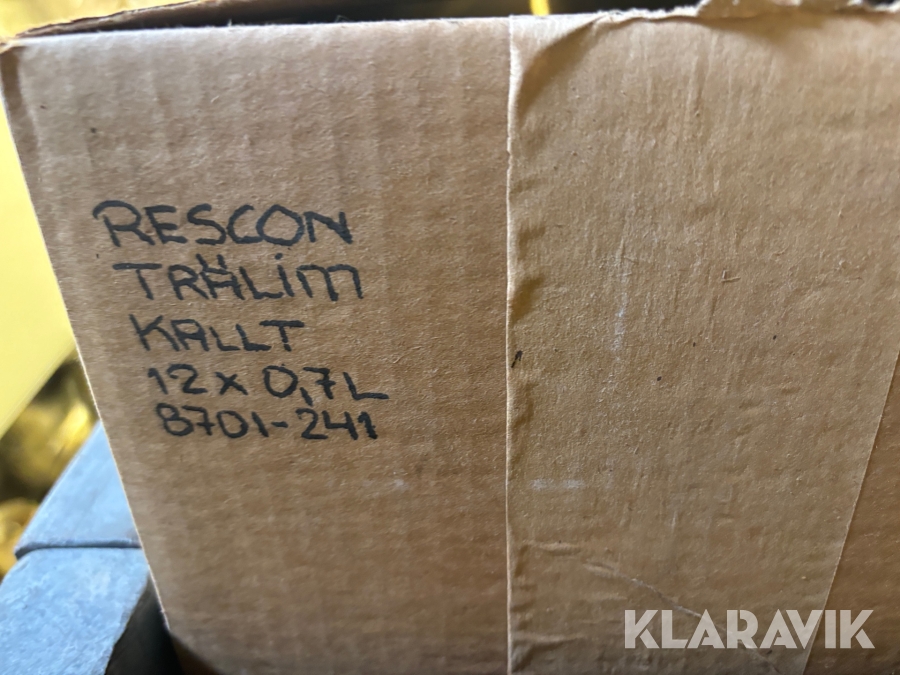 RESCON
TRÄLIM
KALLT
12 x 0,7L
8701-241
KLARAVIK